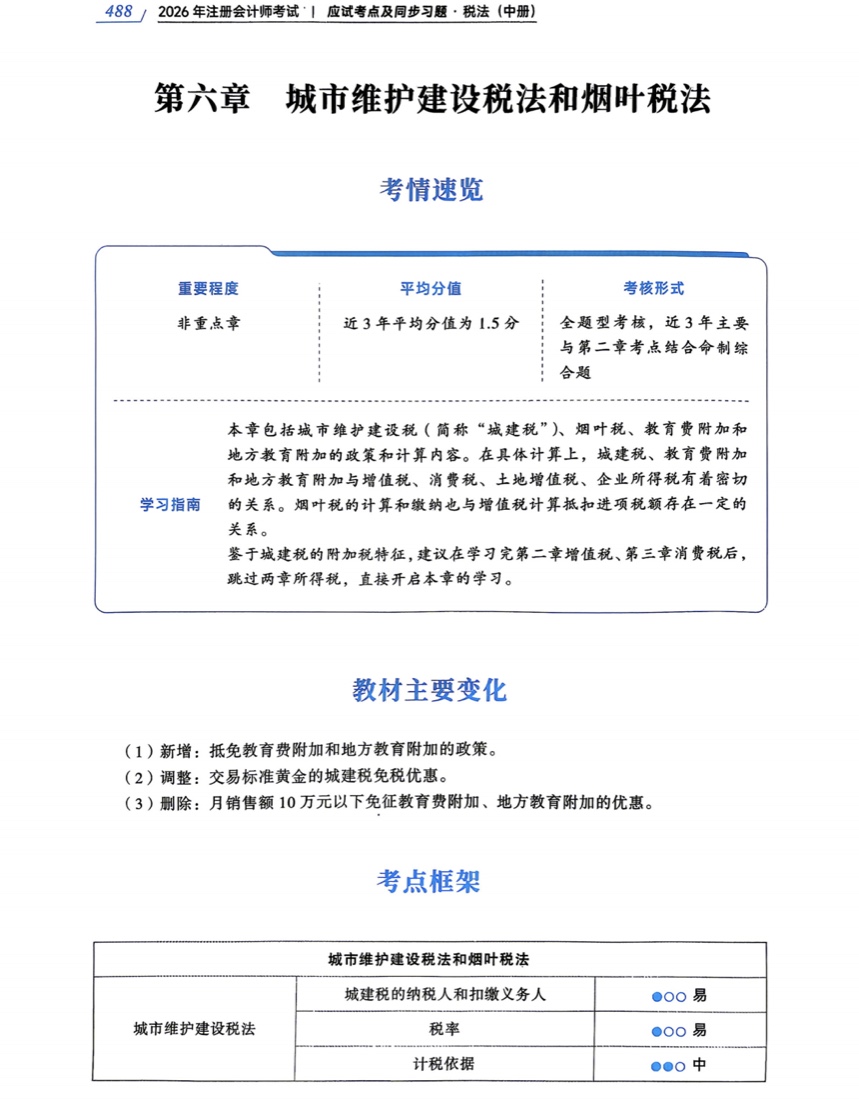 488 / 2026年注册会计师考试 | 应试考点及同步习题·税法（中册）
第六章 城市维护建设税法和烟叶税法
考情速览
重要程度 平均分值 考核形式
非重点章 近3年平均分值为1.5分 全题型考核，近3年主要
与第二章考点结合命制综
合题
学习指南
本章包括城市维护建设税（简称“城建税”）、烟叶税、教育费附加和
地方教育附加的政策和计算内容。在具体计算上，城建税、教育费附加
和地方教育附加与增值税、消费税、土地增值税、企业所得税有着密切
的关系。烟叶税的计算和缴纳也与增值税计算抵扣进项税额存在一定的
关系。
鉴于城建税的附加税特征，建议在学习完第二章增值税、第三章消费税后，
跳过两章所得税，直接开启本章的学习。
教材主要变化
（1）新增：抵免教育费附加和地方教育附加的政策。
（2）调整：交易标准黄金的城建税免税优惠。
（3）删除：月销售额10万元以下免征教育费附加、地方教育附加的优惠。
考点框架
城市维护建设税法和烟叶税法
城市维护建设税法
城建税的纳税人和扣缴义务人 ●○○ 易
税率 ●○○ 易
计税依据 ●●○ 中